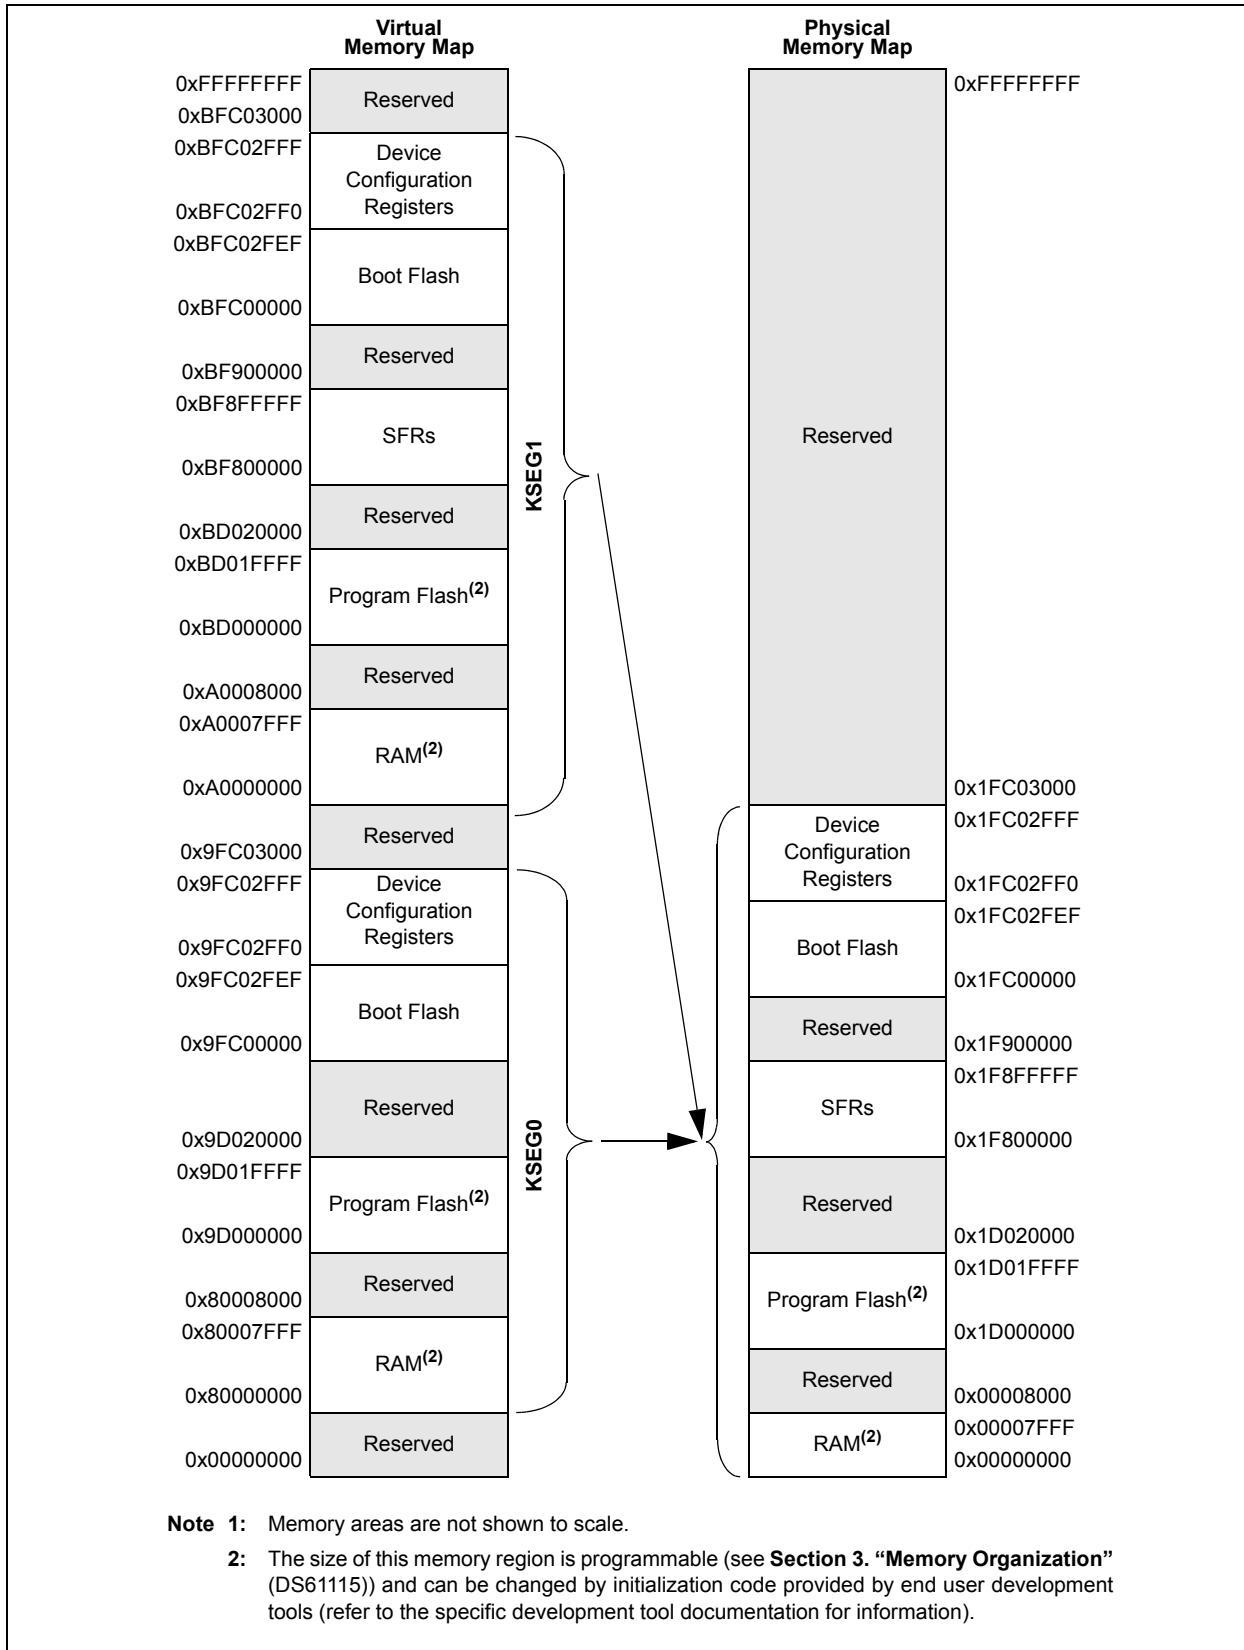 Virtual
Memory Map
0xFFFFFFFF
Reserved
0xBFC03000
0xBFC02FFF
Device
Configuration
Registers
0xBFC02FF0
0xBFC02FEF
Boot Flash
0xBFC00000
Reserved
0xBF900000
0xBF8FFFFF
SFRs
0xBF800000
Reserved
0xBD020000
0xBD01FFFF
Program Flash(2)
0xBD000000
Reserved
0xA0008000
0xA0007FFF
RAM(2)
0xA0000000
Reserved
0x9FC03000
0x9FC02FFF
Device
Configuration
Registers
0x9FC02FF0
0x9FC02FEF
Boot Flash
0x9FC00000
Reserved
0x9D020000
0x9D01FFFF
Program Flash(2)
0x9D000000
Reserved
0x80008000
0x80007FFF
RAM(2)
0x80000000
Reserved
0x00000000
KSEG1
KSEG0
Physical
Memory Map
0xFFFFFFFF
Reserved
0x1FC03000
0x1FC02FFF
Device
Configuration
Registers
0x1FC02FF0
0x1FC02FEF
Boot Flash
0x1FC00000
Reserved
0x1F900000
0x1F8FFFFF
SFRs
0x1F800000
Reserved
0x1D020000
0x1D01FFFF
Program Flash(2)
0x1D000000
Reserved
0x00008000
0x00007FFF
RAM(2)
0x00000000
Note 1: Memory areas are not shown to scale.
2: The size of this memory region is programmable (see Section 3. “Memory Organization”
(DS61115)) and can be changed by initialization code provided by end user development
tools (refer to the specific development tool documentation for information).